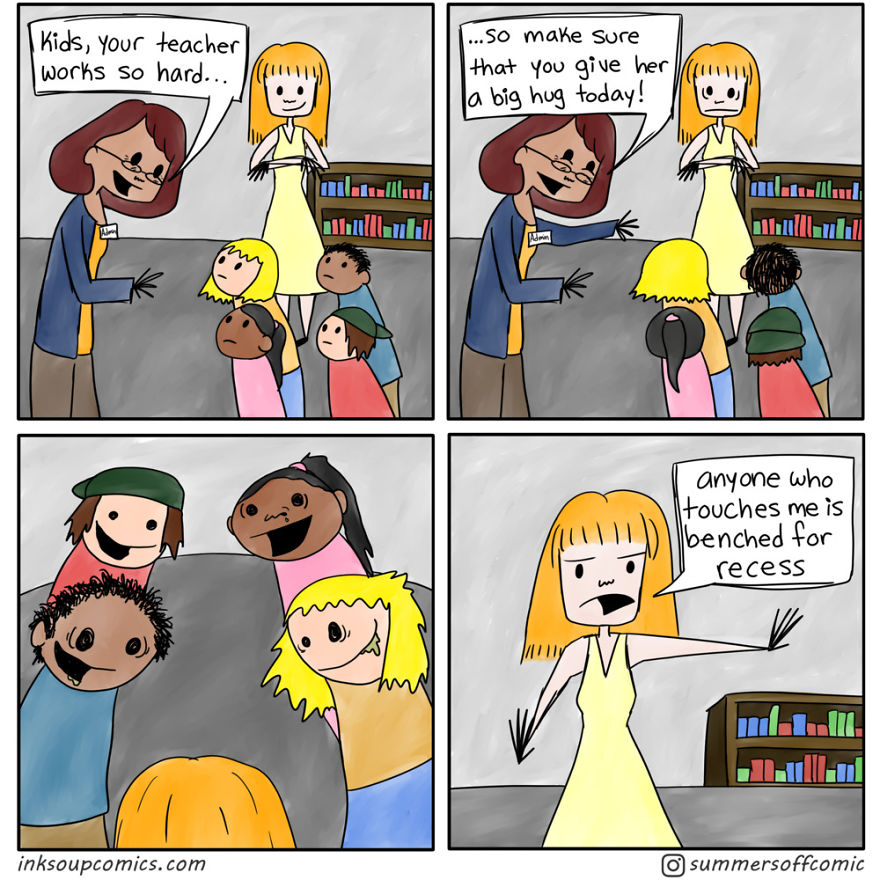 Kids, your teacher
works so hard...
Admin
...so make sure
that you give her
a big hug today!
Admin
anyone who
touches me is
benched for
recess
inksoupcomics.com
summersoffcomic